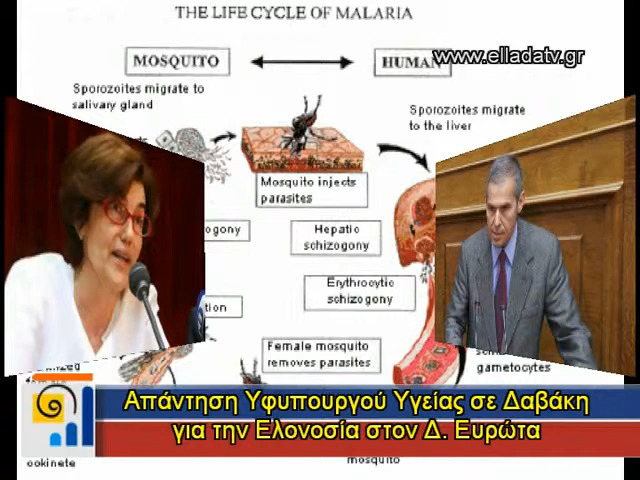 THE LIFE CYCLE OF MALARIA
www.elladatv.gr
MOSQUITO
HUMAN
Sporozoites migrate to
salivary gland
Sporozoites migrate
to the liver
Mosquito injects
parasites
Hepatic
schizogony
Erythrocytic
schizogony
Female mosquito
removes parasites
gametocytes
Απάντηση Υφυπουργού Υγείας σε Δαβάκη
για την Ελονοσία στον Δ. Ευρώτα
ookinete
mosquito